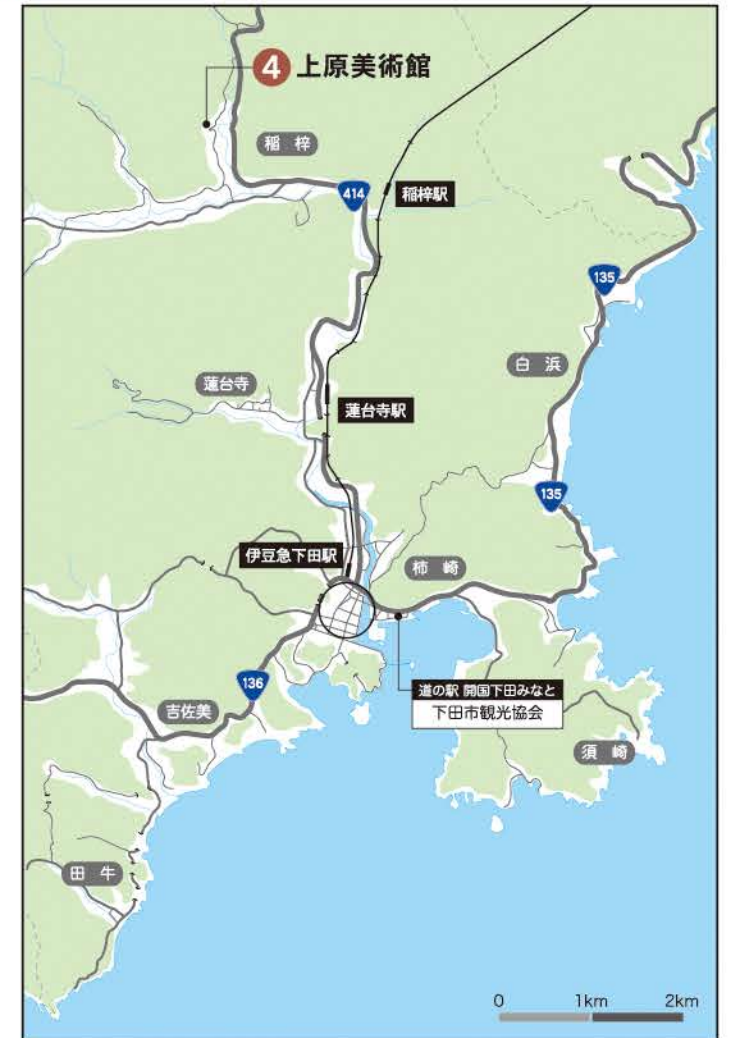 4 上原美術館
稲 梓
414
稲梓駅
135
白 浜
蓮台寺
蓮台寺駅
135
伊豆急下田駅
柿 崎
136
道の駅 開国下田みなと
下田市観光協会
吉佐美
須 崎
田 牛
0 1km 2km